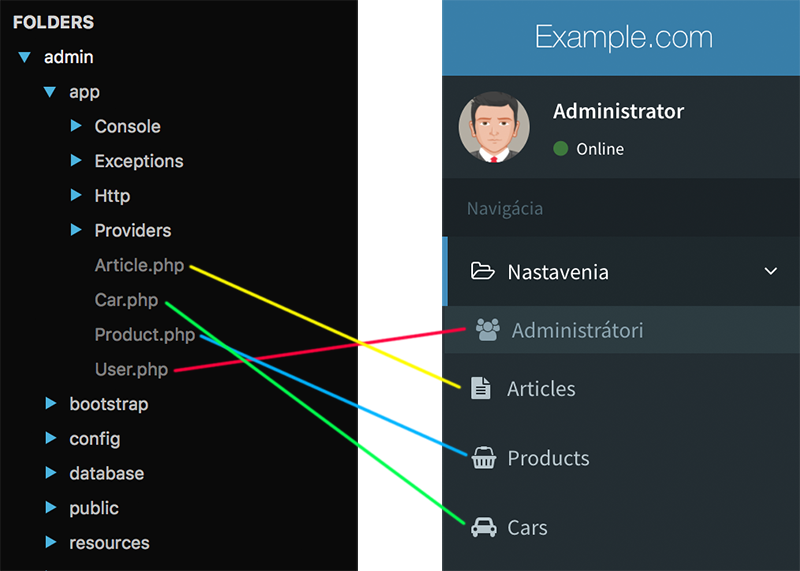 FOLDERS
admin
app
Console
Exceptions
Http
Providers
Article.php
Car.php
Product.php
User.php
bootstrap
config
database
public
resources
Example.com
Administrator
Online
Navigácia
Nastavenia
Administrátori
Articles
Products
Cars